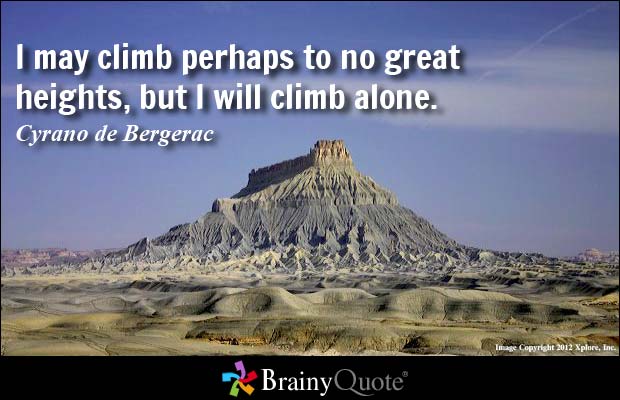 I may climb perhaps to no great
heights, but I will climb alone.
Cyrano de Bergerac
Image Copyright 2012 Xplore, Inc.
BrainyQuote®